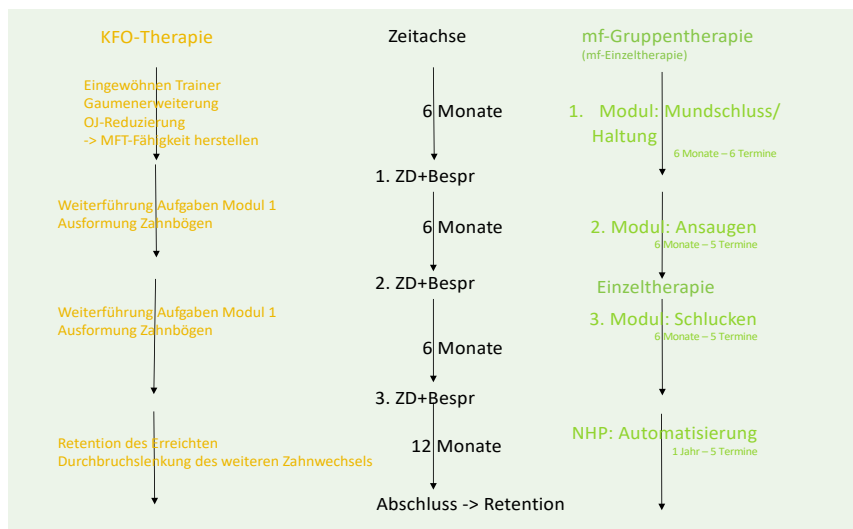 KFO-Therapie
Eingewöhnen Trainer
Gaumenerweiterung
OJ-Reduzierung
-> MFT-Fähigkeit herstellen
Weiterführung Aufgaben Modul 1
Ausformung Zahnbögen
Weiterführung Aufgaben Modul 1
Ausformung Zahnbögen
Retention des Erreichten
Durchbruchslenkung des weiteren Zahnwechsels
Zeitachse
6 Monate
1. ZD+Bespr
6 Monate
2. ZD+Bespr
6 Monate
3. ZD+Bespr
12 Monate
Abschluss -> Retention
mf-Gruppentherapie
(mf-Einzeltherapie)
1. Modul: Mundschluss/
Haltung
6 Monate – 6 Termine
2. Modul: Ansaugen
6 Monate – 5 Termine
Einzeltherapie
3. Modul: Schlucken
6 Monate – 5 Termine
NHP: Automatisierung
1 Jahr – 5 Termine